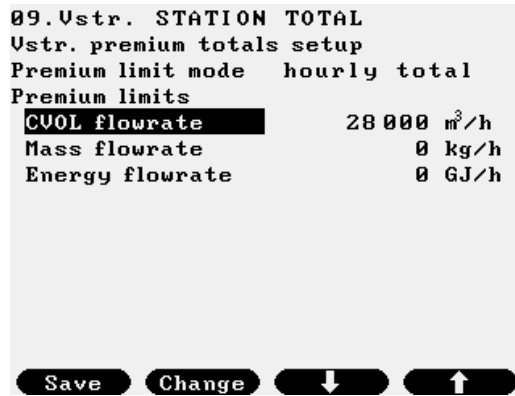 09.Vstr. STATION TOTAL
Vstr. premium totals setup
Premium limit mode hourly total
Premium limits
CVOL flowrate 28 000 m³/h
Mass flowrate 0 kg/h
Energy flowrate 0 GJ/h
Save Change ↓ ↑